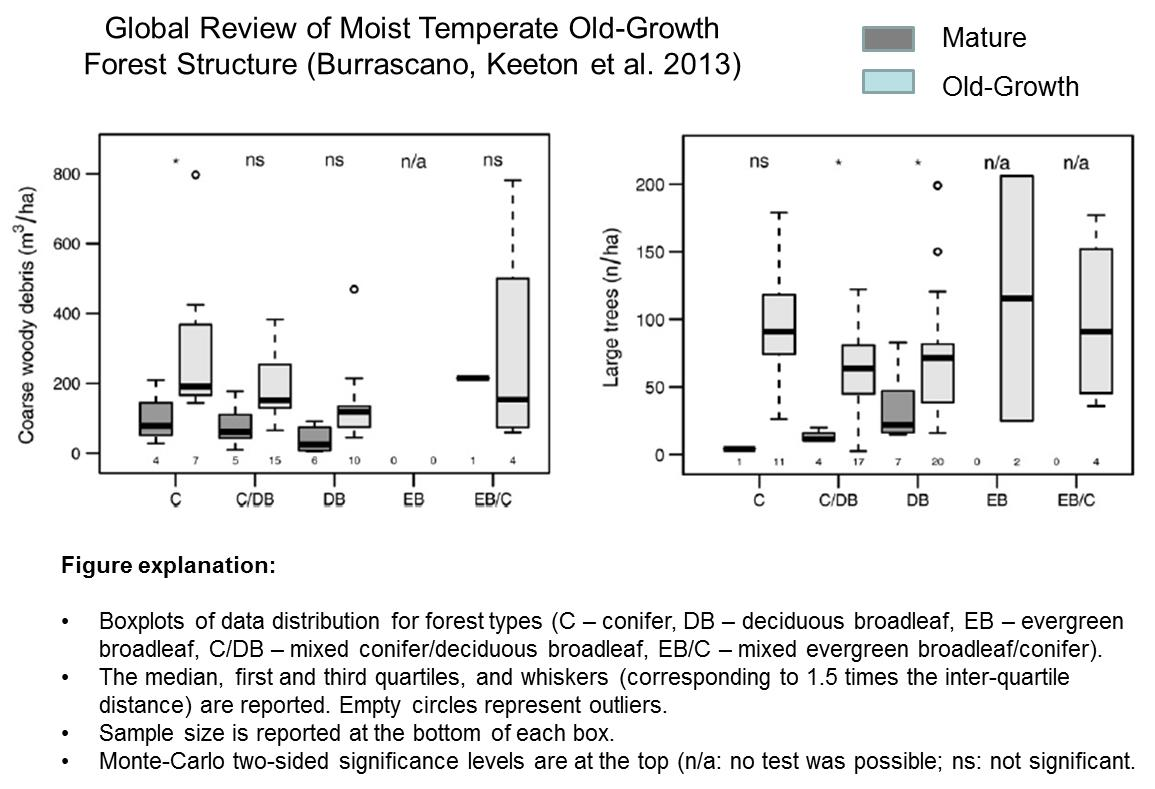 Global Review of Moist Temperate Old-Growth
Forest Structure (Burrascano, Keeton et al. 2013)
Mature
Old-Growth
Coarse woody debris (m³/ha)
800
600
400
200
0
* ns ns n/a ns
4 7 5 15 6 10 0 0 1 4
C C/DB DB EB EB/C
Large trees (n/ha)
200
150
100
50
0
ns * * n/a n/a
1 11 4 17 7 20 0 2 0 4
C C/DB DB EB EB/C
Figure explanation:
• Boxplots of data distribution for forest types (C – conifer, DB – deciduous broadleaf, EB – evergreen
broadleaf, C/DB – mixed conifer/deciduous broadleaf, EB/C – mixed evergreen broadleaf/conifer).
• The median, first and third quartiles, and whiskers (corresponding to 1.5 times the inter-quartile
distance) are reported. Empty circles represent outliers.
• Sample size is reported at the bottom of each box.
• Monte-Carlo two-sided significance levels are at the top (n/a: no test was possible; ns: not significant.